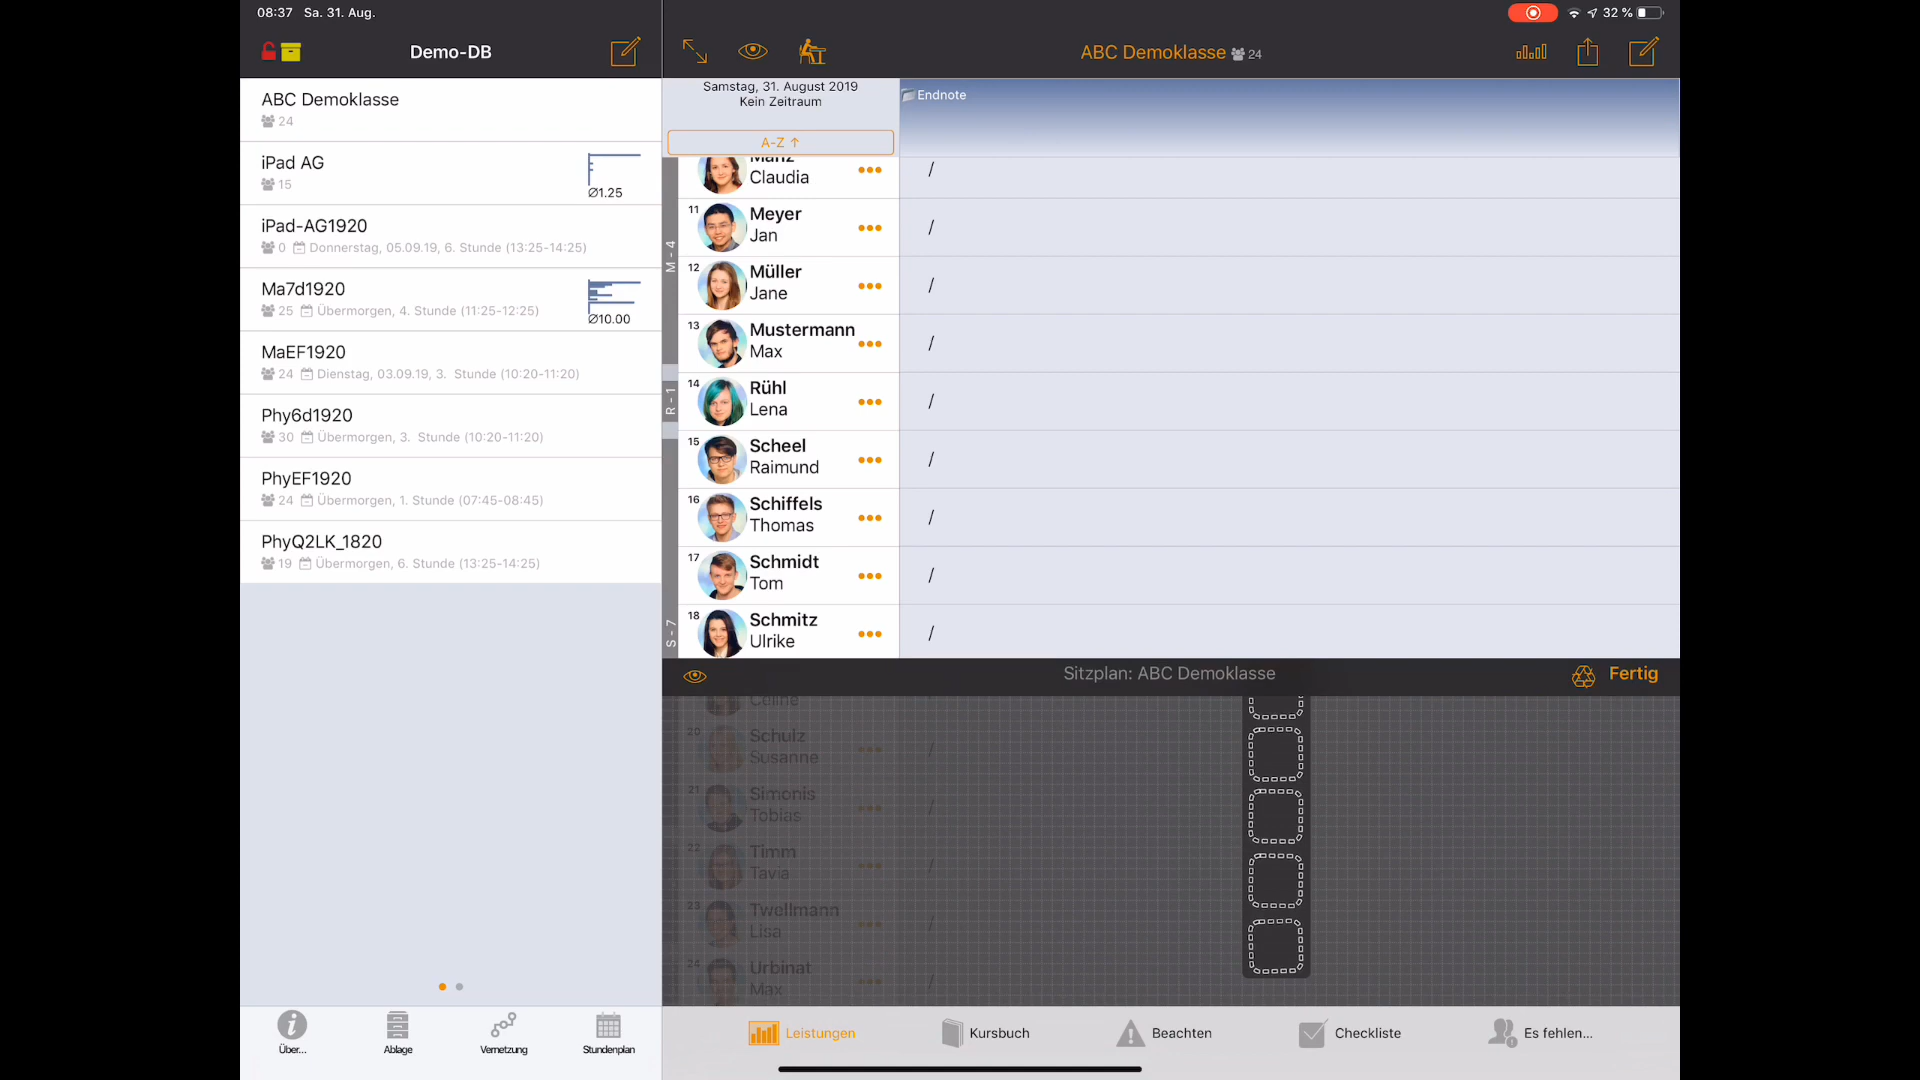 08:37 Sa. 31. Aug.
32 %
Demo-DB
ABC Demoklasse
24
iPad AG
15
Ø1.25
iPad-AG1920
0 Donnerstag, 05.09.19, 6. Stunde (13:25-14:25)
Ma7d1920
25 Übermorgen, 4. Stunde (11:25-12:25)
Ø10.00
MaEF1920
24 Dienstag, 03.09.19, 3. Stunde (10:20-11:20)
Phy6d1920
30 Übermorgen, 3. Stunde (10:20-11:20)
PhyEF1920
24 Übermorgen, 1. Stunde (07:45-08:45)
PhyQ2LK_1820
19 Übermorgen, 6. Stunde (13:25-14:25)
Über...
Ablage
Vernetzung
Stundenplan
ABC Demoklasse 24
Samstag, 31. August 2019
Kein Zeitraum
A-Z ↑
Endnote
M - 4
R - 1
S - 7
Manz
Claudia
/
11 Meyer
Jan
/
12 Müller
Jane
/
13 Mustermann
Max
/
14 Rühl
Lena
/
15 Scheel
Raimund
/
16 Schiffels
Thomas
/
17 Schmidt
Tom
/
18 Schmitz
Ulrike
/
Sitzplan: ABC Demoklasse
Fertig
Celine
20 Schulz
Susanne
/
21 Simonis
Tobias
/
22 Timm
Tavia
/
23 Twellmann
Lisa
/
24 Urbinat
Max
/
Leistungen
Kursbuch
Beachten
Checkliste
Es fehlen...